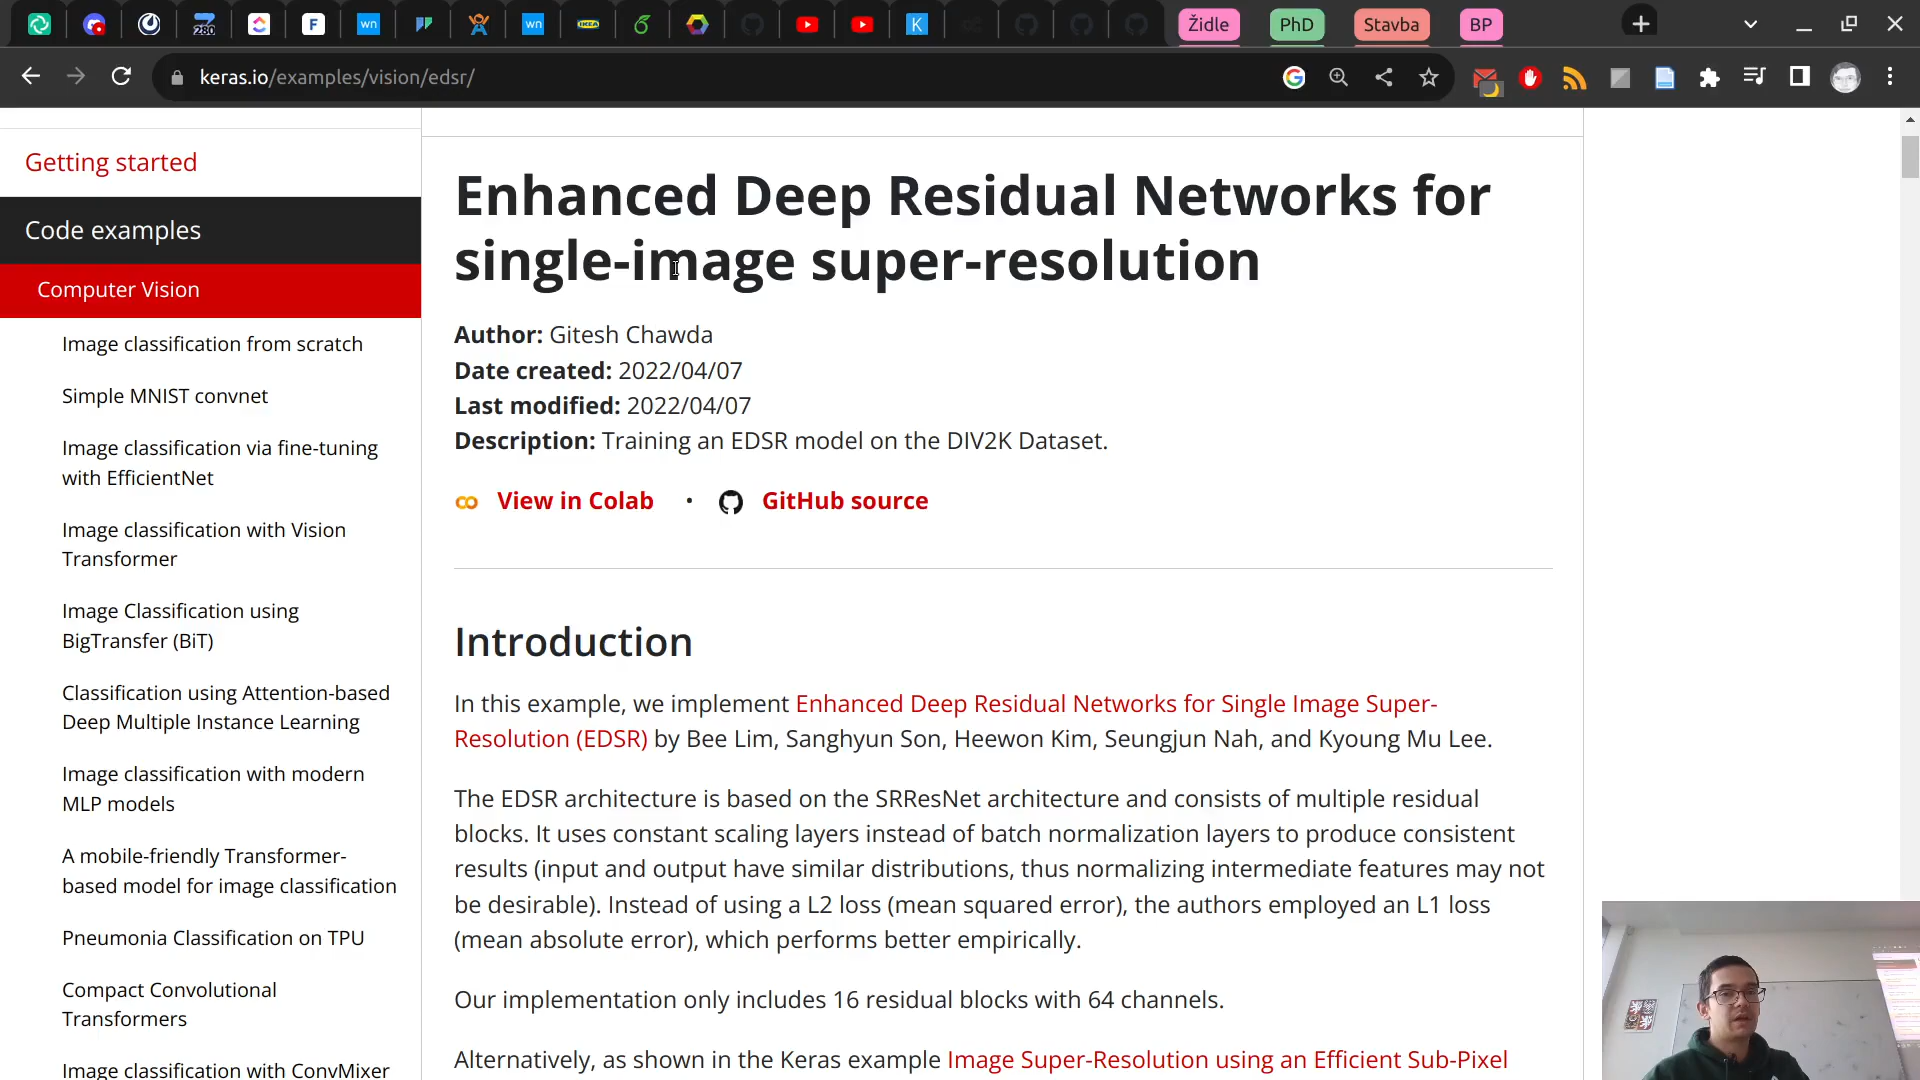 Židle
PhD
Stavba
BP
keras.io/examples/vision/edsr/
Getting started
Code examples
Computer Vision
Image classification from scratch
Simple MNIST convnet
Image classification via fine-tuning
with EfficientNet
Image classification with Vision
Transformer
Image Classification using
BigTransfer (BiT)
Classification using Attention-based
Deep Multiple Instance Learning
Image classification with modern
MLP models
A mobile-friendly Transformer-
based model for image classification
Pneumonia Classification on TPU
Compact Convolutional
Transformers
Image classification with ConvMixer
Enhanced Deep Residual Networks for
single-image super-resolution
Author: Gitesh Chawda
Date created: 2022/04/07
Last modified: 2022/04/07
Description: Training an EDSR model on the DIV2K Dataset.
View in Colab • GitHub source
Introduction
In this example, we implement Enhanced Deep Residual Networks for Single Image Super-
Resolution (EDSR) by Bee Lim, Sanghyun Son, Heewon Kim, Seungjun Nah, and Kyoung Mu Lee.
The EDSR architecture is based on the SRResNet architecture and consists of multiple residual
blocks. It uses constant scaling layers instead of batch normalization layers to produce consistent
results (input and output have similar distributions, thus normalizing intermediate features may not
be desirable). Instead of using a L2 loss (mean squared error), the authors employed an L1 loss
(mean absolute error), which performs better empirically.
Our implementation only includes 16 residual blocks with 64 channels.
Alternatively, as shown in the Keras example Image Super-Resolution using an Efficient Sub-Pixel